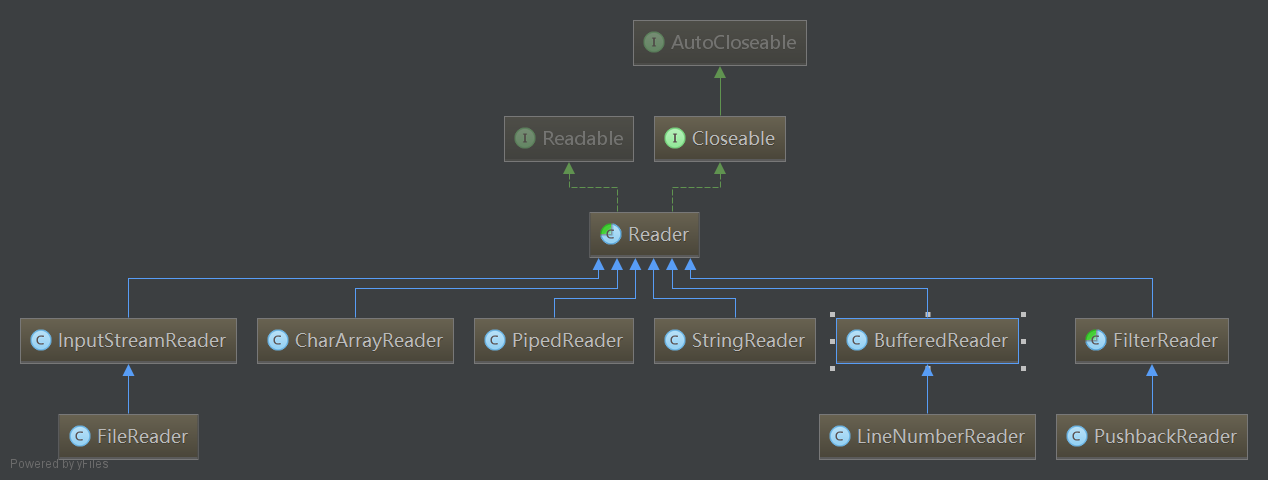 I AutoCloseable
I Readable
I Closeable
C Reader
C InputStreamReader
C CharArrayReader
C PipedReader
C StringReader
C BufferedReader
C FilterReader
C FileReader
C LineNumberReader
C PushbackReader
Powered by yFiles